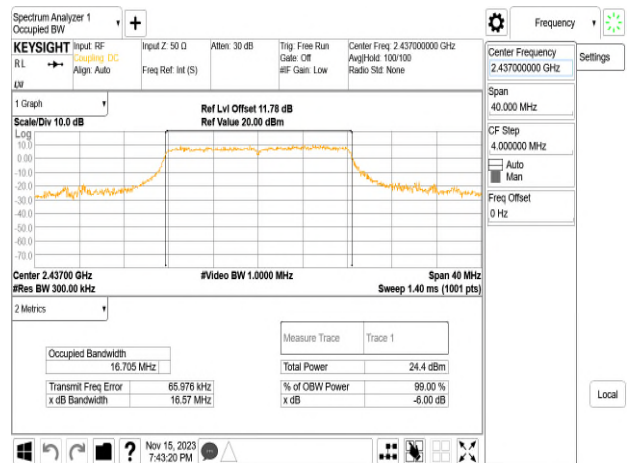 Spectrum Analyzer 1
Occupied BW
+
Frequency
KEYSIGHT Input: RF Input Z: 50 Ω Atten: 30 dB Trig: Free Run Center Freq: 2.437000000 GHz
Coupling: DC Gate: Off Avg|Hold: 100/100
RL Align: Auto Freq Ref: Int (S) #IF Gain: Low Radio Std: None
Center Frequency
2.437000000 GHz
Settings
Span
40.000 MHz
CF Step
4.000000 MHz
Auto
Man
Freq Offset
0 Hz
Local
1 Graph
Ref Lvl Offset 11.78 dB
Scale/Div 10.0 dB Ref Value 20.00 dBm
Log
10.0
0.00
-10.0
-20.0
-30.0
-40.0
-50.0
-60.0
-70.0
Center 2.43700 GHz #Video BW 1.0000 MHz Span 40 MHz
#Res BW 300.00 kHz Sweep 1.40 ms (1001 pts)
2 Metrics
Measure Trace Trace 1
Occupied Bandwidth
16.705 MHz
Total Power 24.4 dBm
Transmit Freq Error 65.976 kHz % of OBW Power 99.00 %
x dB Bandwidth 16.57 MHz x dB -6.00 dB
? Nov 15, 2023
7:43:20 PM